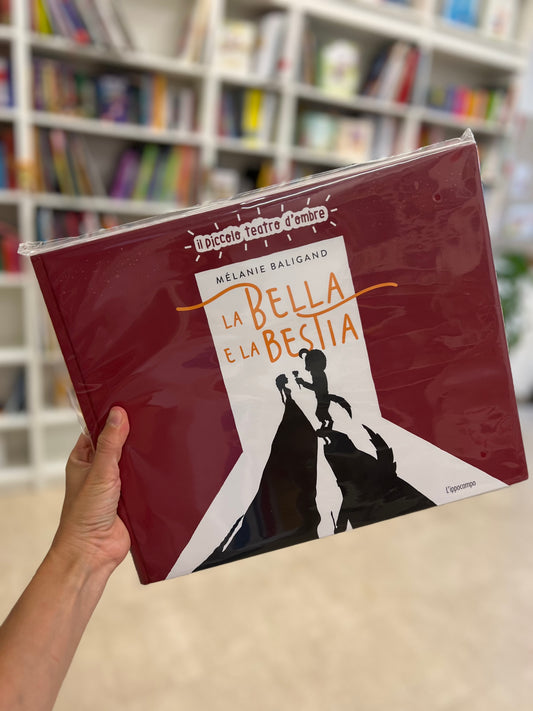 il Piccolo teatro d'ombre
MÉLANIE BALIGAND
LA BELLA
E LA BESTIA
L'ippocampo